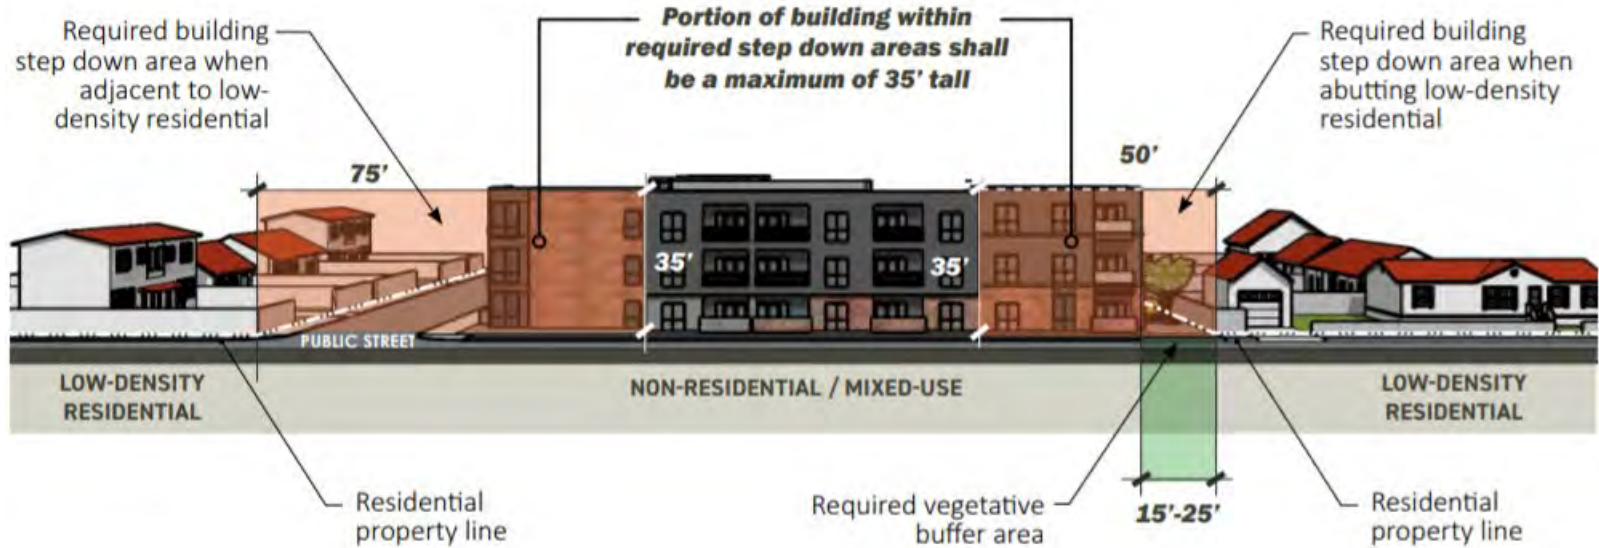 Required building
step down area when
adjacent to low-
density residential
Portion of building within
required step down areas shall
be a maximum of 35' tall
Required building
step down area when
abutting low-density
residential
75'
50'
35'
35'
PUBLIC STREET
LOW-DENSITY
RESIDENTIAL
NON-RESIDENTIAL / MIXED-USE
LOW-DENSITY
RESIDENTIAL
Residential
property line
Required vegetative
buffer area
15'-25'
Residential
property line